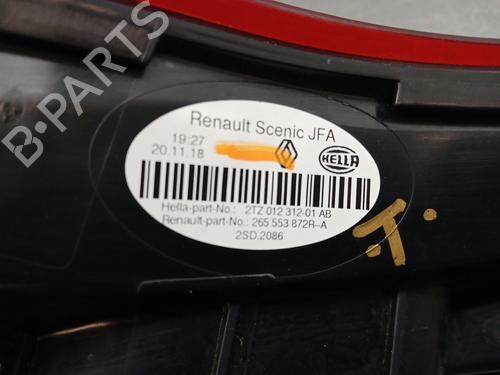 B-PARTS
Renault Scenic JFA
19:27
20.11.18
HELLA
Hella-part-No.: 2TZ 012 312-01 AB
Renault-part-No.: 265 553 872R-A
2SD.2086
T.